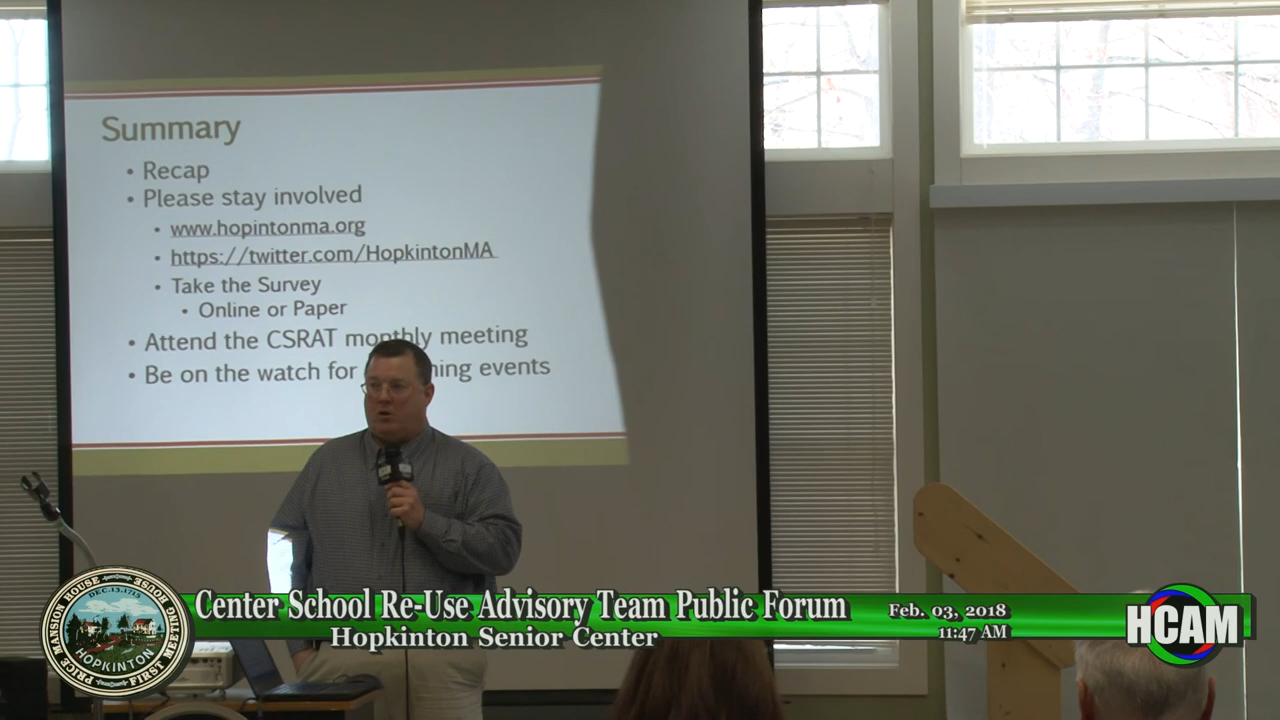 Summary
• Recap
• Please stay involved
• www.hopintonma.org
• https://twitter.com/HopkintonMA
• Take the Survey
• Online or Paper
• Attend the CSRAT monthly meeting
• Be on the watch for ming events
Center School Re-Use Advisory Team Public Forum
Hopkinton Senior Center
Feb. 03, 2018
11:47 AM
HCAM
PRICE MANSION HOUSE
FIRST MEETING HOUSE
DEC.13.1715
HOPKINTON